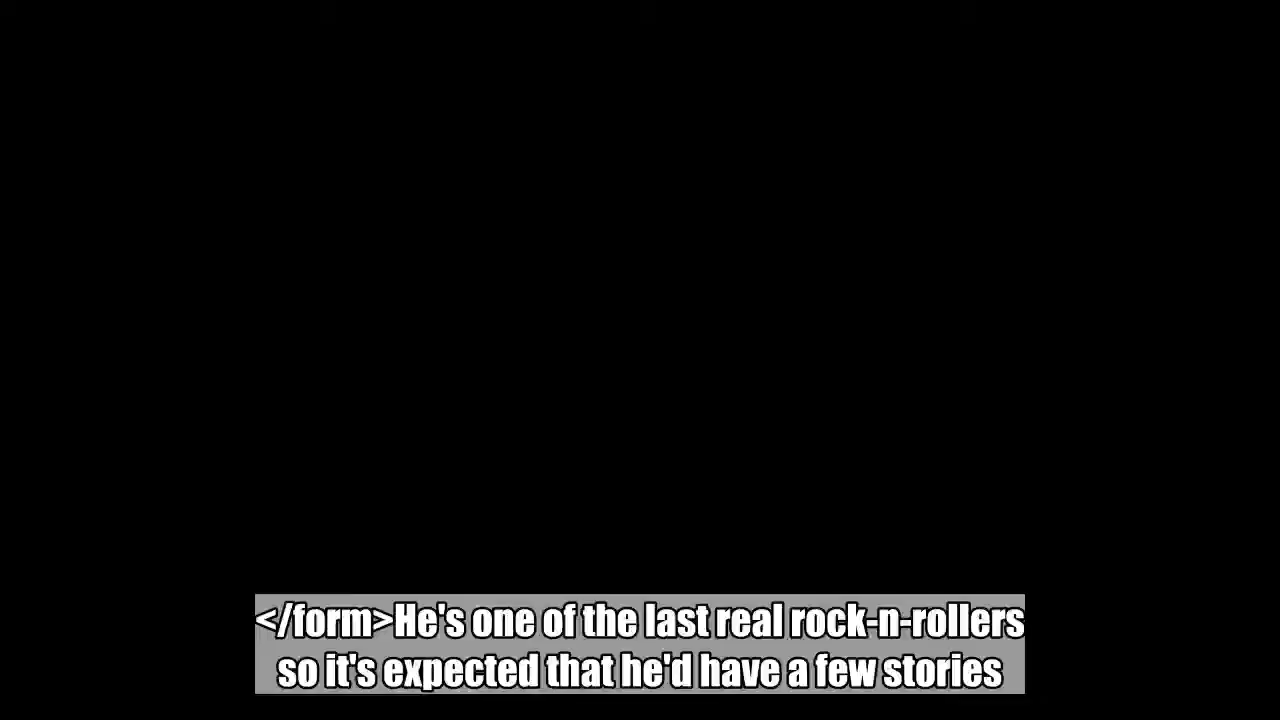 </form>He's one of the last real rock-n-rollers
so it's expected that he'd have a few stories